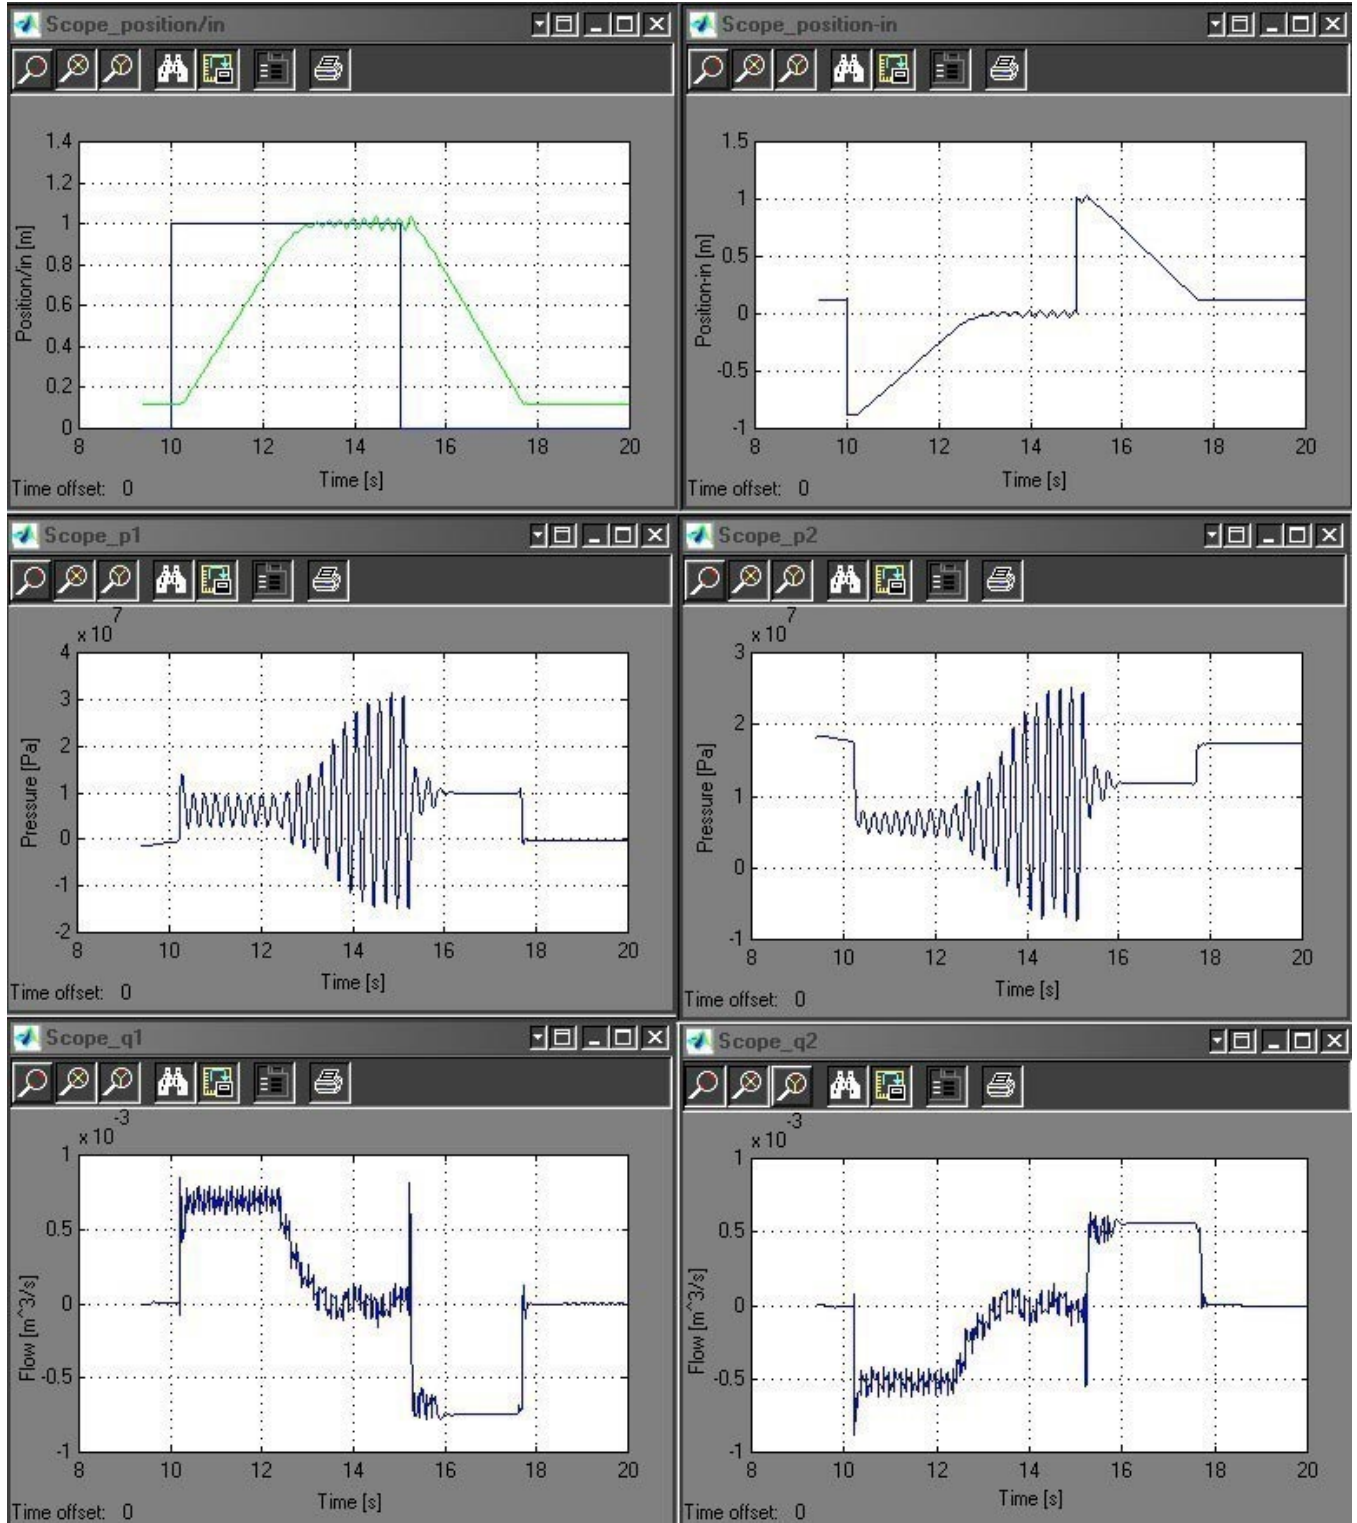 Scope_position/in
1.4
1.2
1
0.8
0.6
0.4
0.2
0
8 10 12 14 16 18 20
Position/in [m]
Time [s]
Time offset: 0
Scope_position-in
1.5
1
0.5
0
-0.5
-1
8 10 12 14 16 18 20
Position-in [m]
Time [s]
Time offset: 0
Scope_p1
x 10^7
4
3
2
1
0
-1
-2
8 10 12 14 16 18 20
Pressure [Pa]
Time [s]
Time offset: 0
Scope_p2
x 10^7
3
2
1
0
-1
8 10 12 14 16 18 20
Pressure [Pa]
Time [s]
Time offset: 0
Scope_q1
x 10^-3
1
0.5
0
-0.5
-1
8 10 12 14 16 18 20
Flow [m^3/s]
Time [s]
Time offset: 0
Scope_q2
x 10^-3
1
0.5
0
-0.5
-1
8 10 12 14 16 18 20
Flow [m^3/s]
Time [s]
Time offset: 0